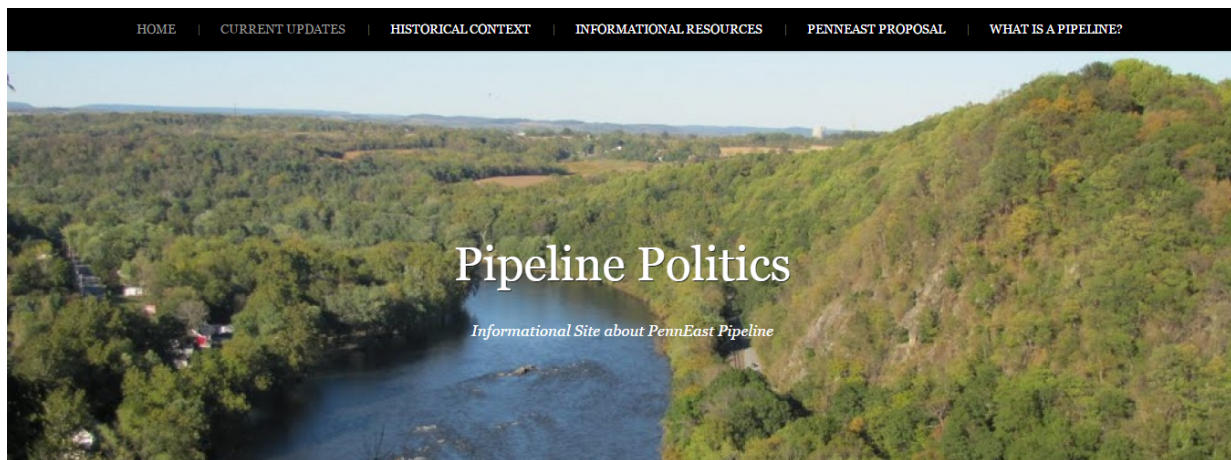 HOME | CURRENT UPDATES | HISTORICAL CONTEXT | INFORMATIONAL RESOURCES | PENNEAST PROPOSAL | WHAT IS A PIPELINE?
Pipeline Politics
Informational Site about PennEast Pipeline